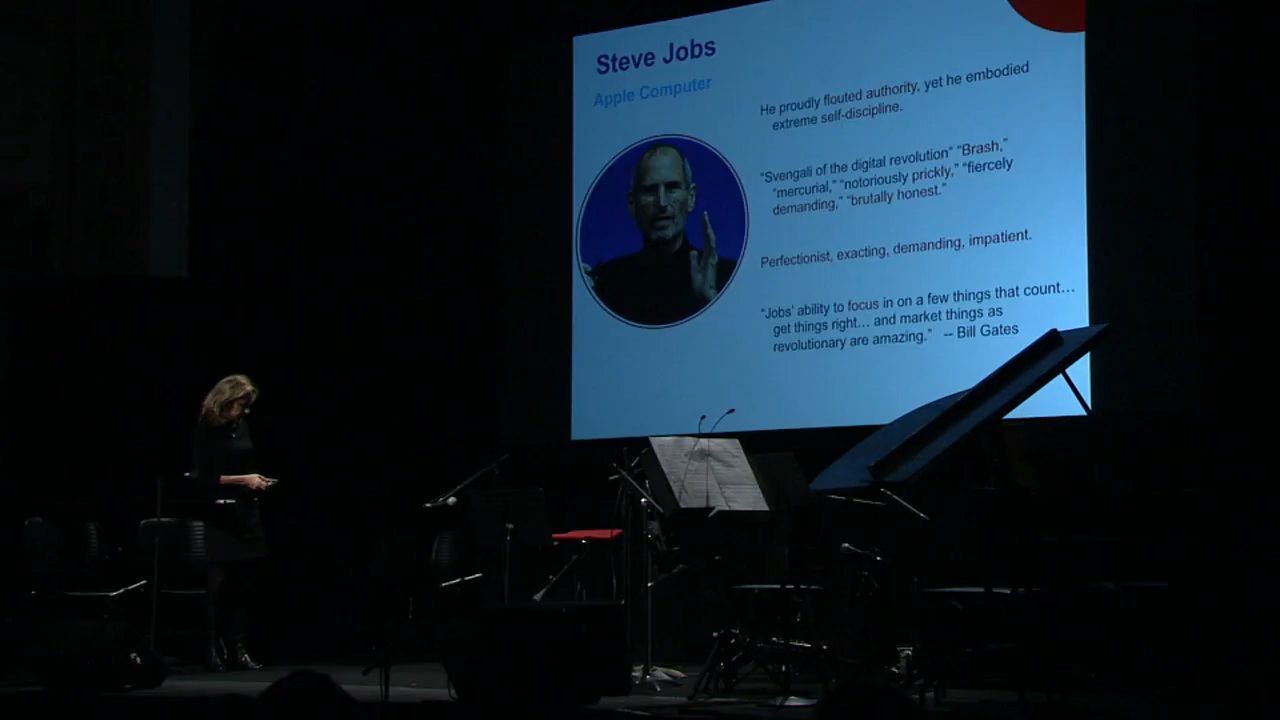 Steve Jobs
Apple Computer
He proudly flouted authority, yet he embodied
extreme self-discipline.
“Svengali of the digital revolution” “Brash,”
“mercurial,” “notoriously prickly,” “fiercely
demanding,” “brutally honest.”
Perfectionist, exacting, demanding, impatient.
“Jobs’ ability to focus in on a few things that count…
get things right… and market things as
revolutionary are amazing.” -- Bill Gates